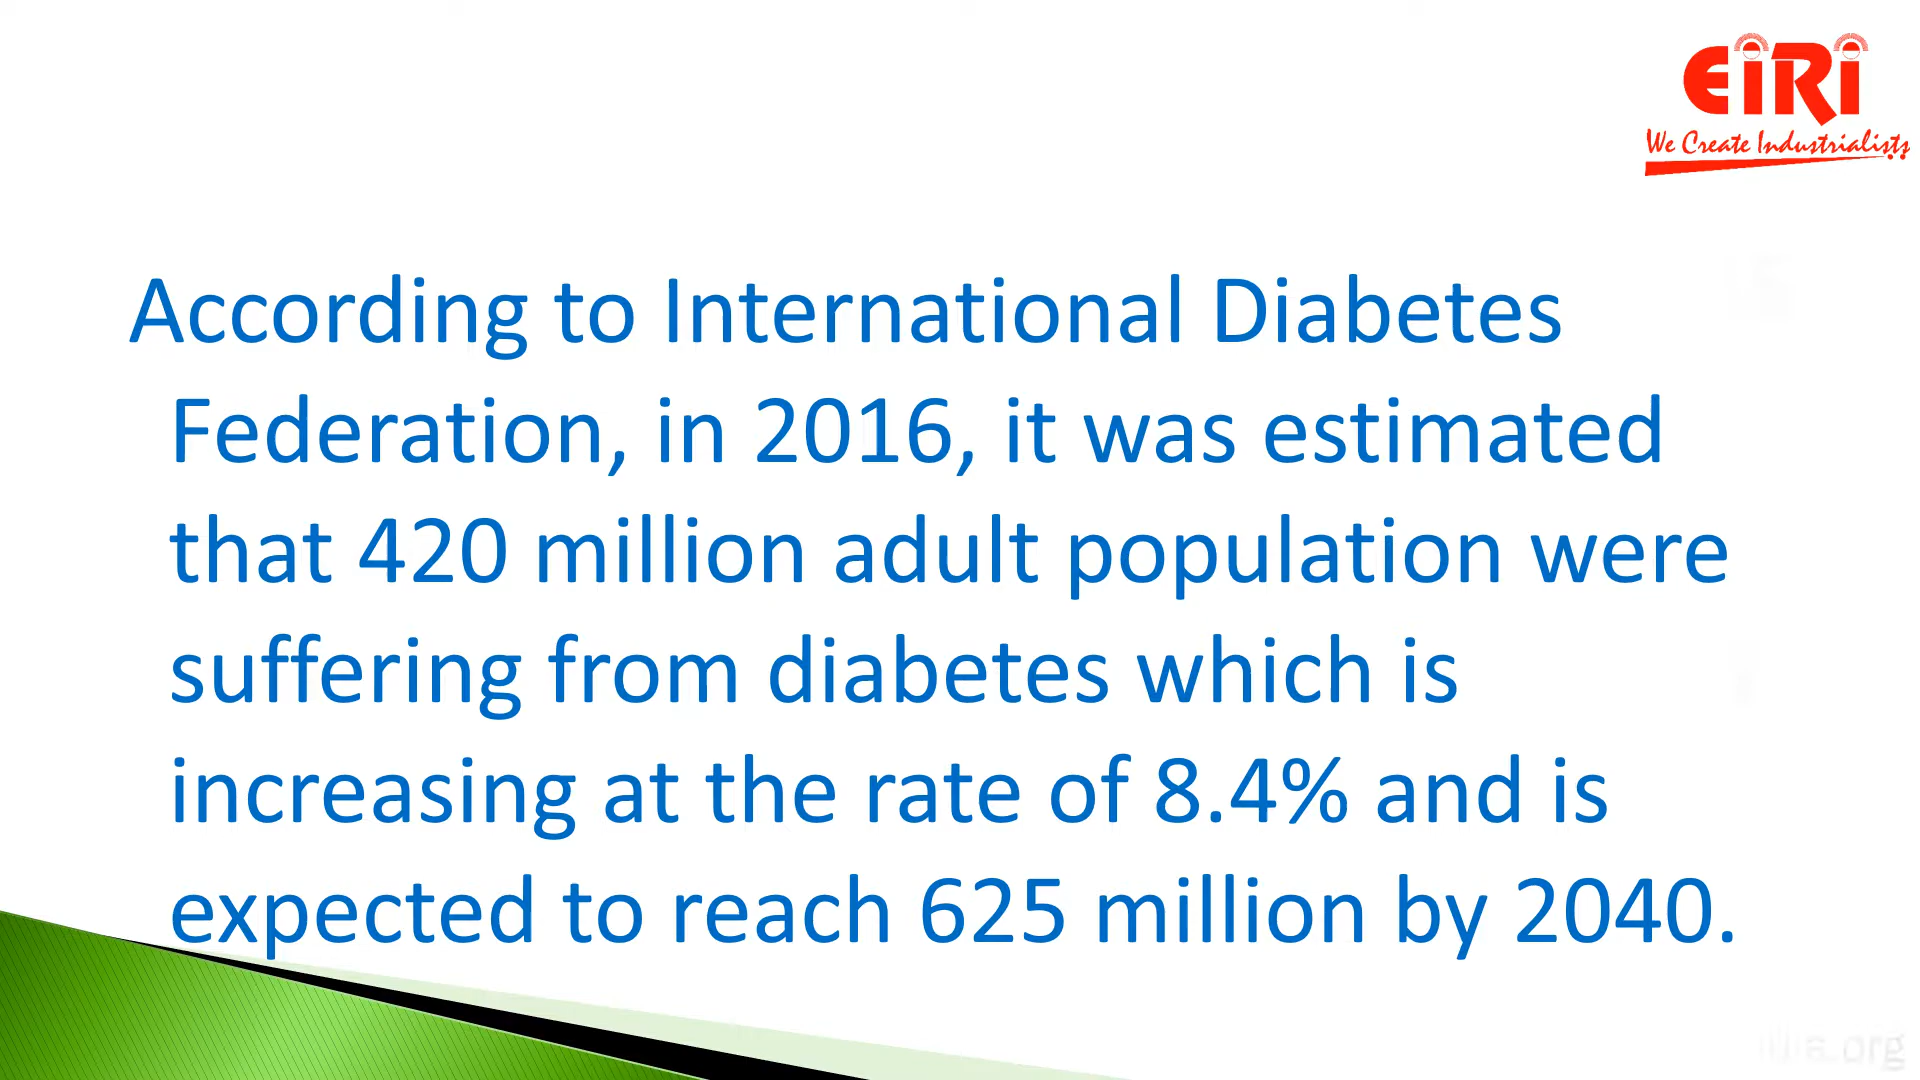 EiRi
We Create Industrialists
According to International Diabetes
Federation, in 2016, it was estimated
that 420 million adult population were
suffering from diabetes which is
increasing at the rate of 8.4% and is
expected to reach 625 million by 2040.